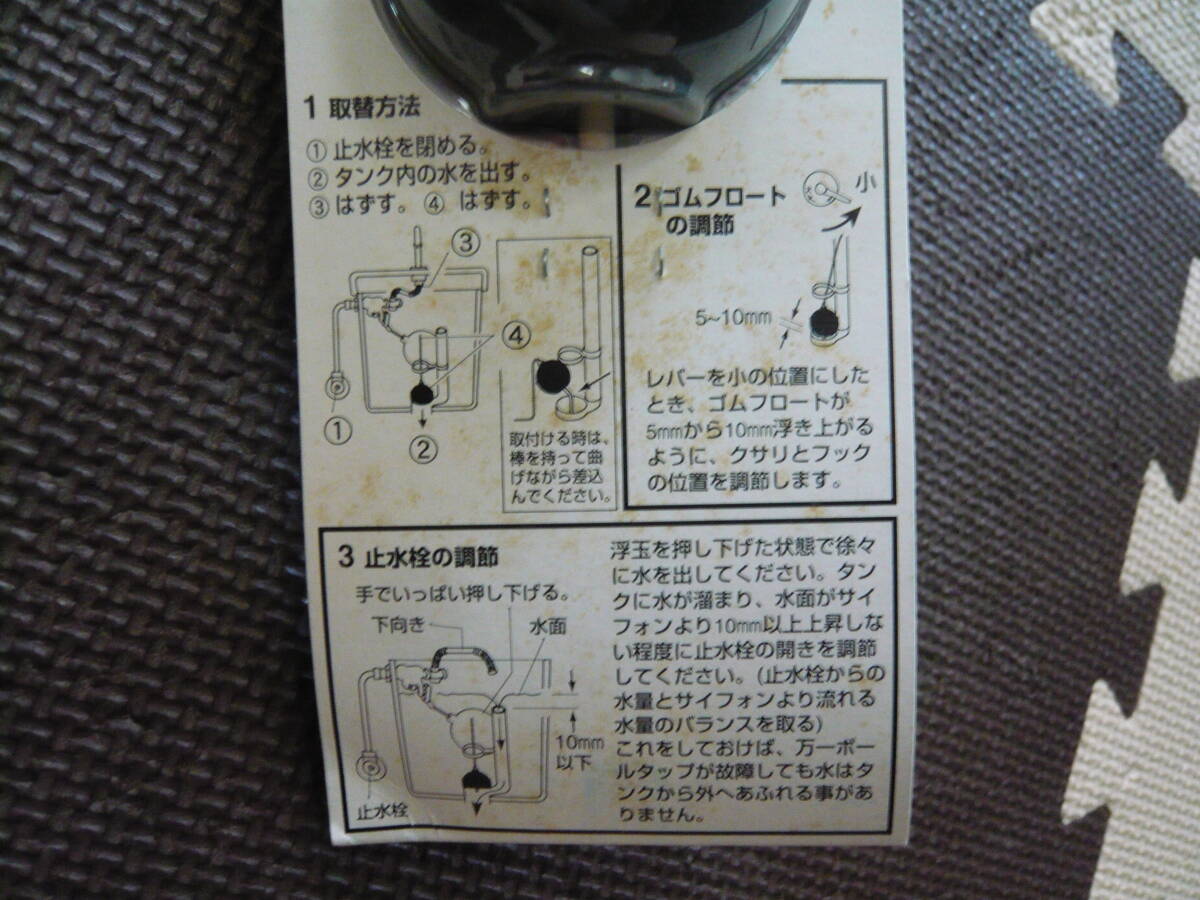 1 取替方法
① 止水栓を閉める。
② タンク内の水を出す。
③ はずす。 ④ はずす。
③
④
①
②
取付ける時は、
棒を持って曲
げながら差込
んでください。
2 ゴムフロート
の調節
小
5~10mm
レバーを小の位置にした
とき、ゴムフロートが
5mmから10mm浮き上がる
ように、クサリとフック
の位置を調節します。
3 止水栓の調節
手でいっぱい押し下げる。
下向き
水面
10mm
以下
止水栓
浮玉を押し下げた状態で徐々
に水を出してください。タン
クに水が溜まり、水面がサイ
フォンより10mm以上上昇しな
い程度に止水栓の開きを調節
してください。(止水栓からの
水量とサイフォンより流れる
水量のバランスを取る)
これをしておけば、万一ボー
ルタップが故障しても水はタ
ンクから外へあふれる事があ
りません。